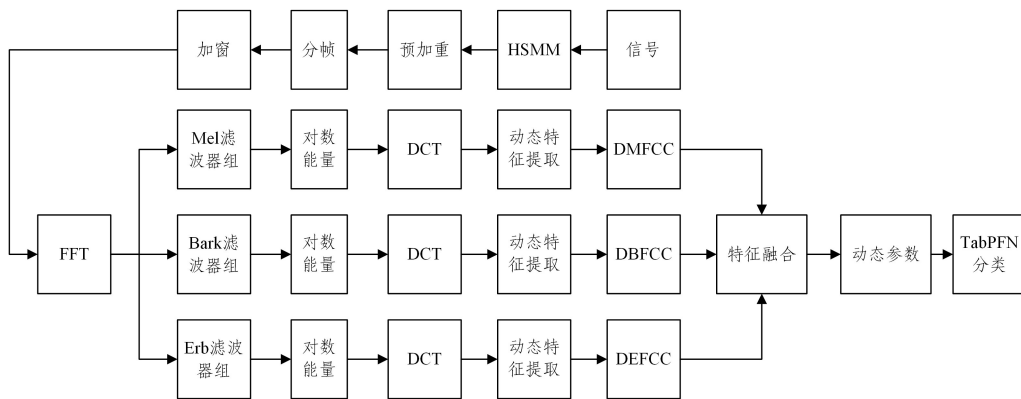 加窗
分帧
预加重
HSMM
信号
Mel滤
波器组
对数
能量
DCT
动态特
征提取
DMFCC
FFT
Bark滤
波器组
对数
能量
DCT
动态特
征提取
DBFCC
特征融合
动态参数
TabPFN
分类
Erb滤波
器组
对数
能量
DCT
动态特
征提取
DEFCC